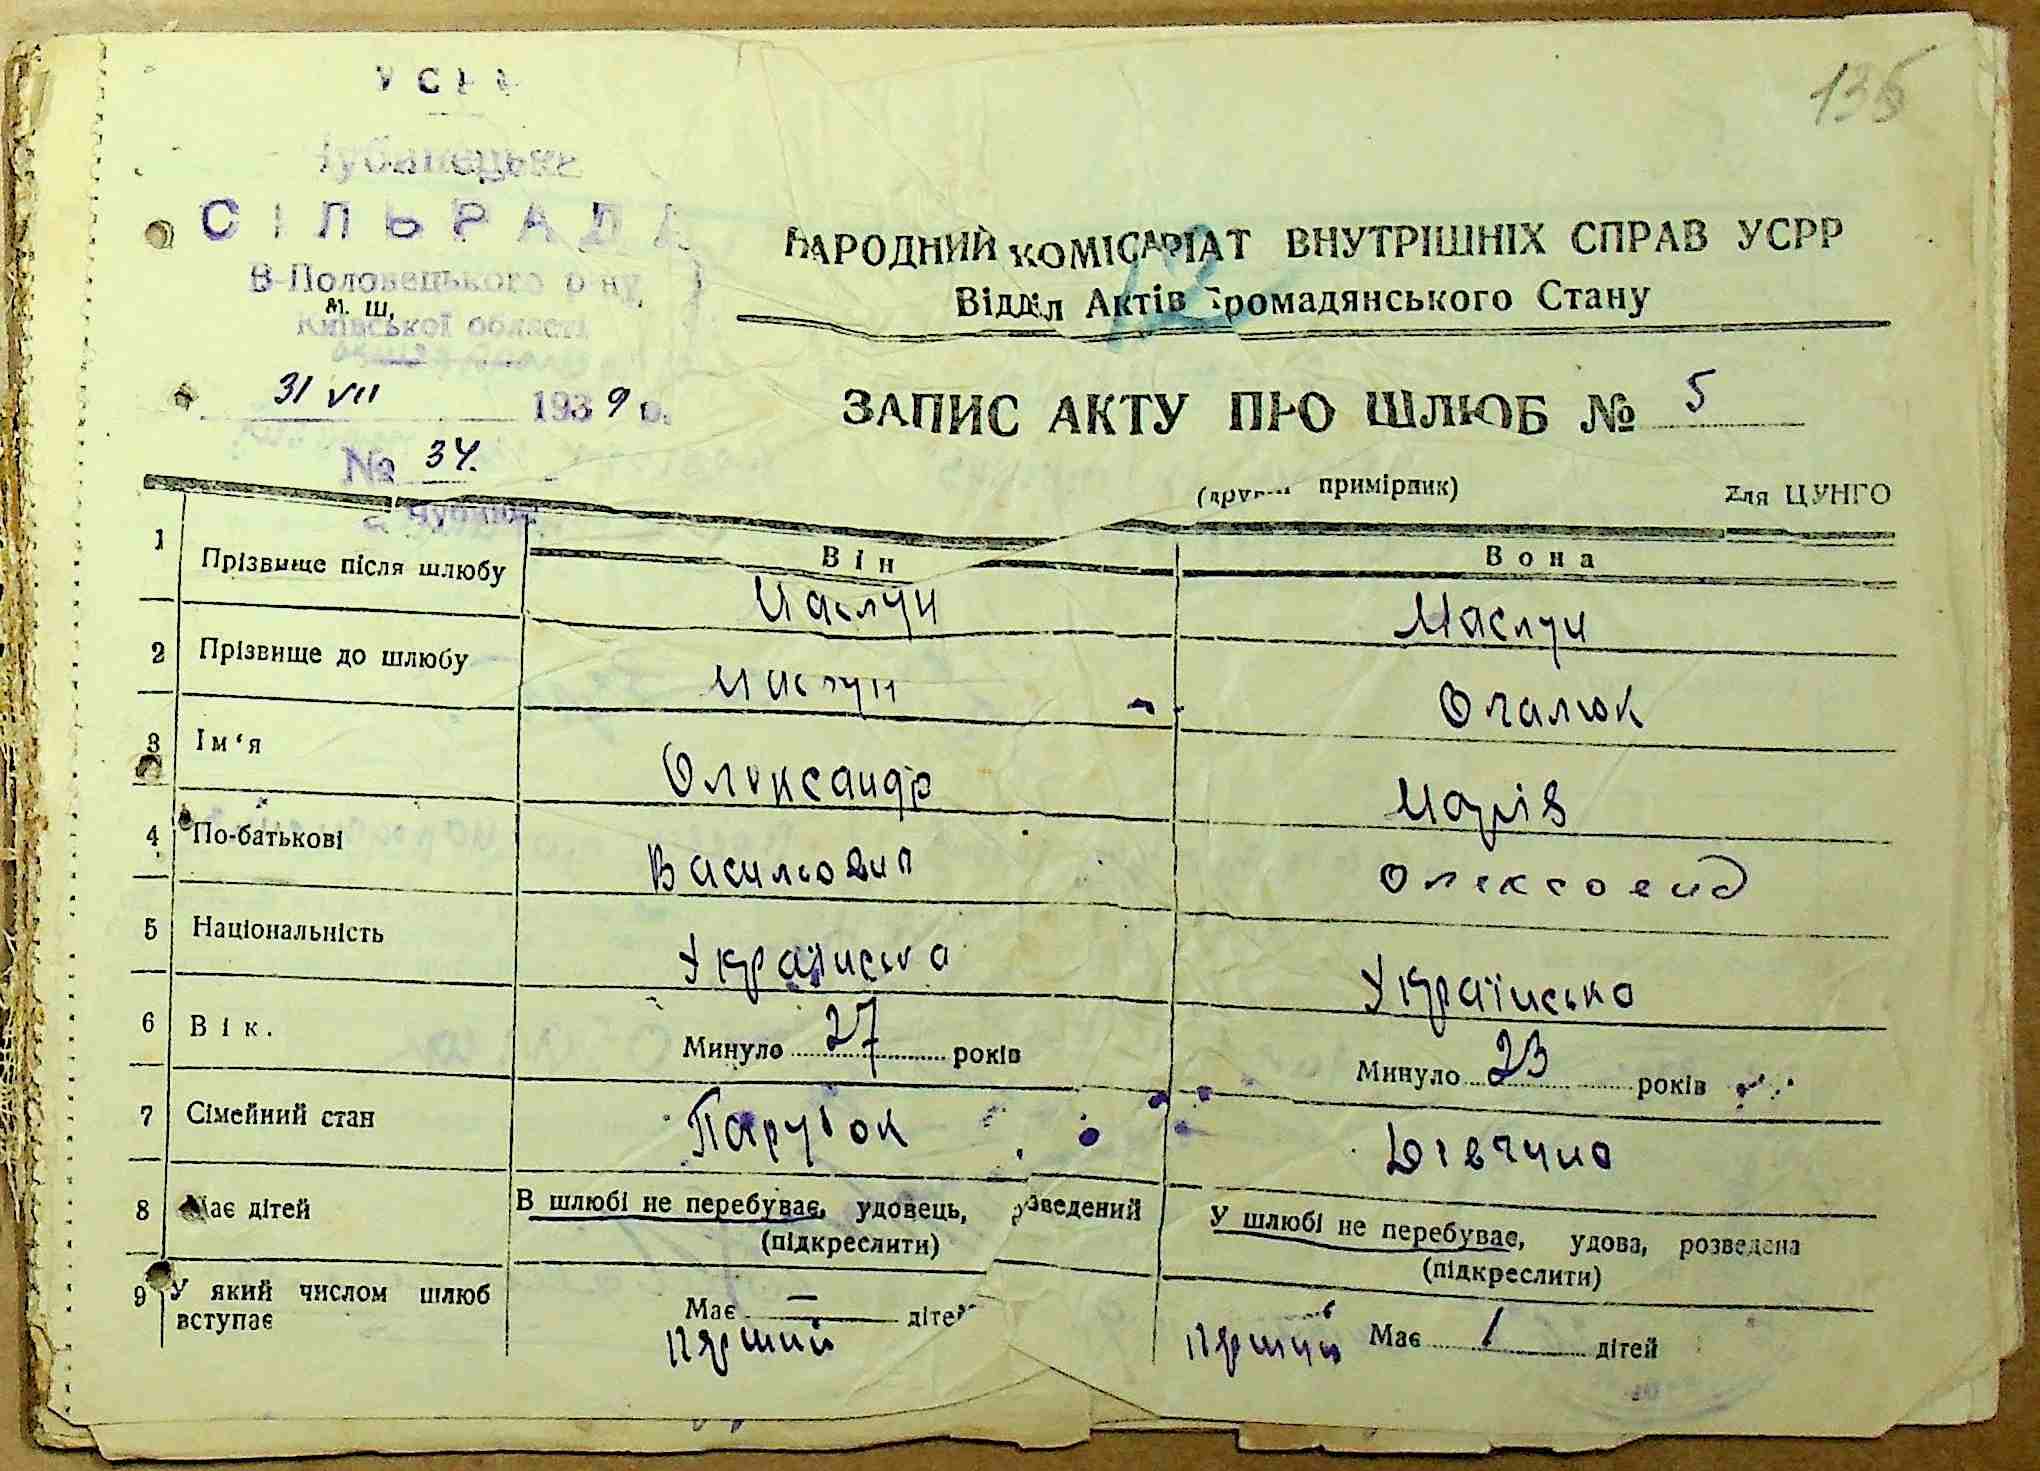 135
СІЛЬРАДА
В-Половецького р-ну
м. ш,
Київської області
31 VII 1939 р.
№ 34.
НАРОДНИЙ КОМІСАРІАТ ВНУТРІШНІХ СПРАВ УСРР
Відділ Актів Громадянського Стану
12
ЗАПИС АКТУ ПРО ШЛЮБ № 5
(другий примірник) Для ЦУНГО
Він Вона
1 Прізвище після шлюбу Маслун Маслун
2 Прізвище до шлюбу Маслун
3 Ім'я Олександр Марія
4 По-батькові Васильович
5 Національність Українська Українська
6 Вік. Минуло 27 років Минуло 23 років
7 Сімейний стан Парубок Дівчина
В шлюбі не перебуває, удовець, розведений У шлюбі не перебуває, удова, розведена
(підкреслити) (підкреслити)
8 Має дітей Має — дітей Має 1 дітей
9 У який числом шлюб
вступає перший перший